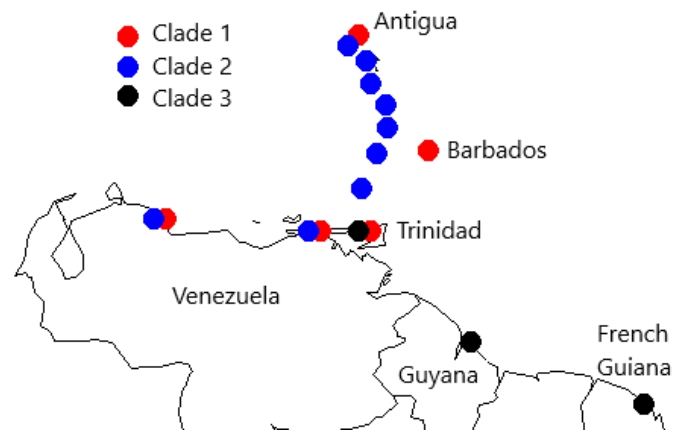 Antigua
Clade 1
Clade 2
Clade 3
Barbados
Trinidad
Venezuela
French
Guiana
Guyana